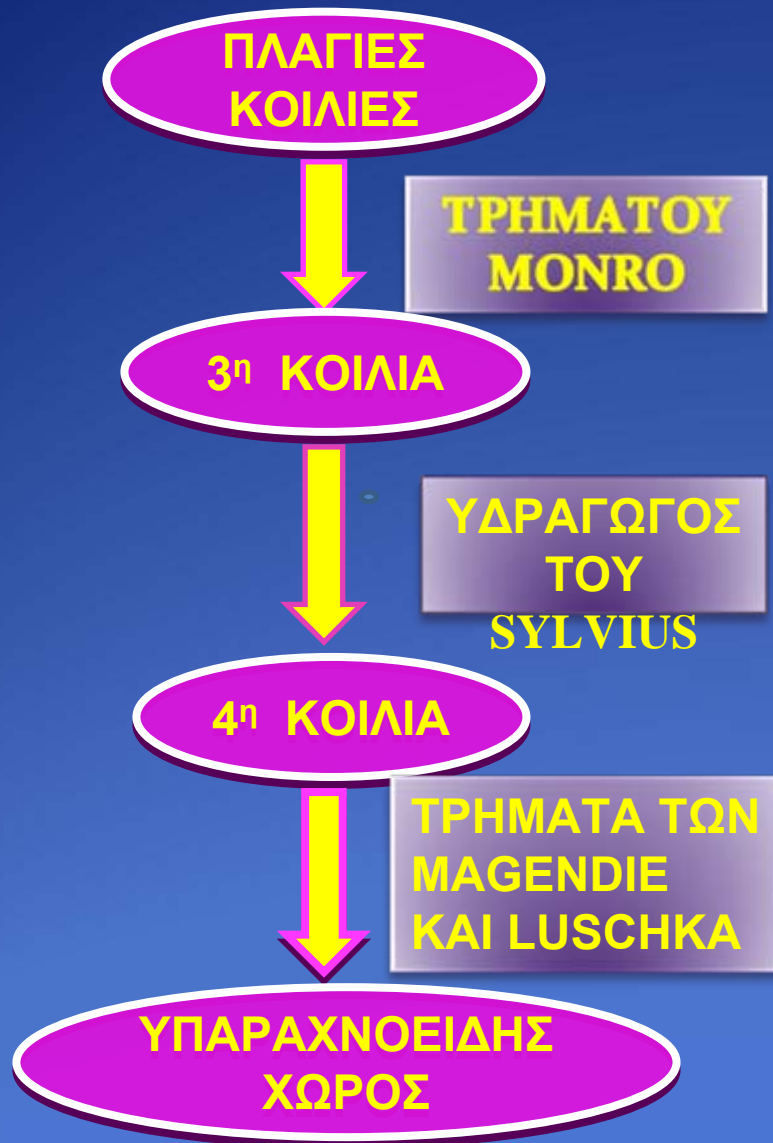 ΠΛΑΓΙΕΣ
ΚΟΙΛΙΕΣ
ΤΡΗΜΑΤΟΥ
MONRO
3η ΚΟΙΛΙΑ
ΥΔΡΑΓΩΓΟΣ
ΤΟΥ
SYLVIUS
4η ΚΟΙΛΙΑ
ΤΡΗΜΑΤΑ ΤΩΝ
MAGENDIE
ΚΑΙ LUSCHKA
ΥΠΑΡΑΧΝΟΕΙΔΗΣ
ΧΩΡΟΣ